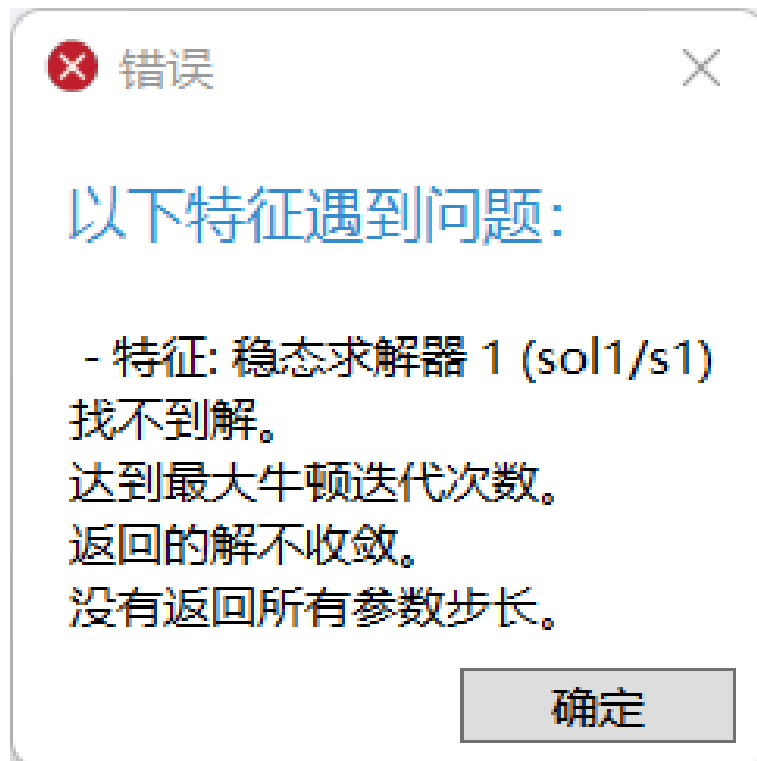 错误
以下特征遇到问题：
- 特征: 稳态求解器 1 (sol1/s1)
找不到解。
达到最大牛顿迭代次数。
返回的解不收敛。
没有返回所有参数步长。
确定